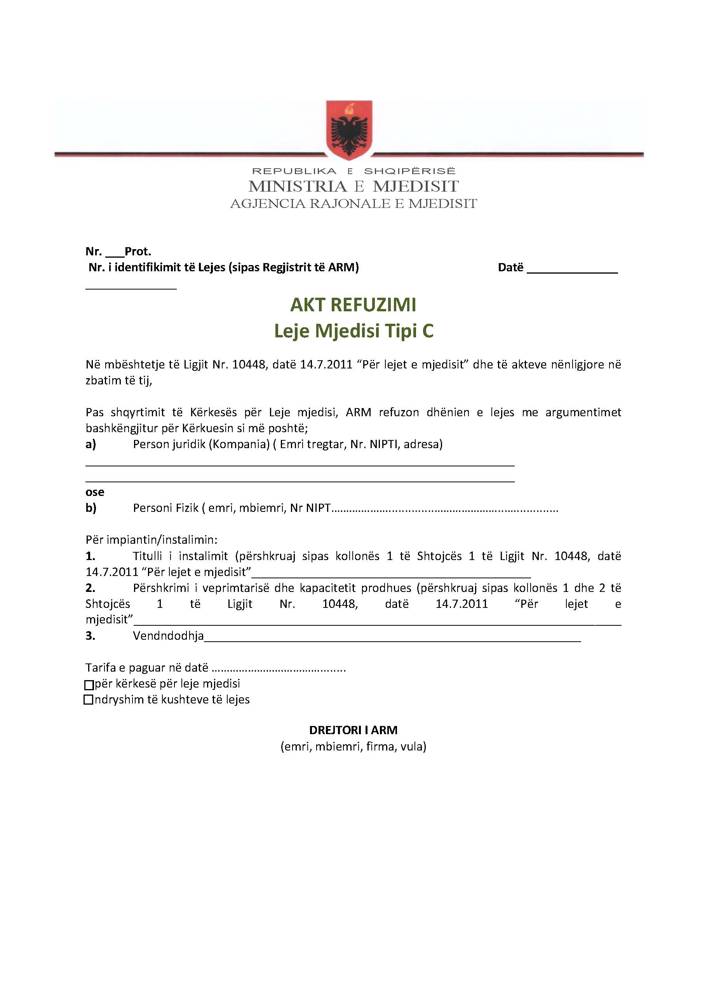 REPUBLIKA E SHQIPËRISË
MINISTRIA E MJEDISIT
AGJENCIA RAJONALE E MJEDISIT
Nr. ___Prot.
Nr. i identifikimit të Lejes (sipas Regjistrit të ARM) Datë ______________
______________
AKT REFUZIMI
Leje Mjedisi Tipi C
Në mbështetje të Ligjit Nr. 10448, datë 14.7.2011 “Për lejet e mjedisit” dhe të akteve nënligjore në
zbatim të tij,
Pas shqyrtimit të Kërkesës për Leje mjedisi, ARM refuzon dhënien e lejes me argumentimet
bashkëngjitur për Kërkuesin si më poshtë;
a) Person juridik (Kompania) ( Emri tregtar, Nr. NIPTI, adresa)
__________________________________________________________________
__________________________________________________________________
ose
b) Personi Fizik ( emri, mbiemri, Nr NIPT......................................................................
Për impiantin/instalimin:
1. Titulli i instalimit (përshkruaj sipas kollonës 1 të Shtojcës 1 të Ligjit Nr. 10448, datë
14.7.2011 “Për lejet e mjedisit”___________________________________________
2. Përshkrimi i veprimtarisë dhe kapacitetit prodhues (përshkruaj sipas kollonës 1 dhe 2 të
Shtojcës 1 të Ligjit Nr. 10448, datë 14.7.2011 “Për lejet e
mjedisit”___________________________________________________________________________
3. Vendndodhja__________________________________________________________
Tarifa e paguar në datë ..........................................
□për kërkesë për leje mjedisi
□ndryshim të kushteve të lejes
DREJTORI I ARM
(emri, mbiemri, firma, vula)